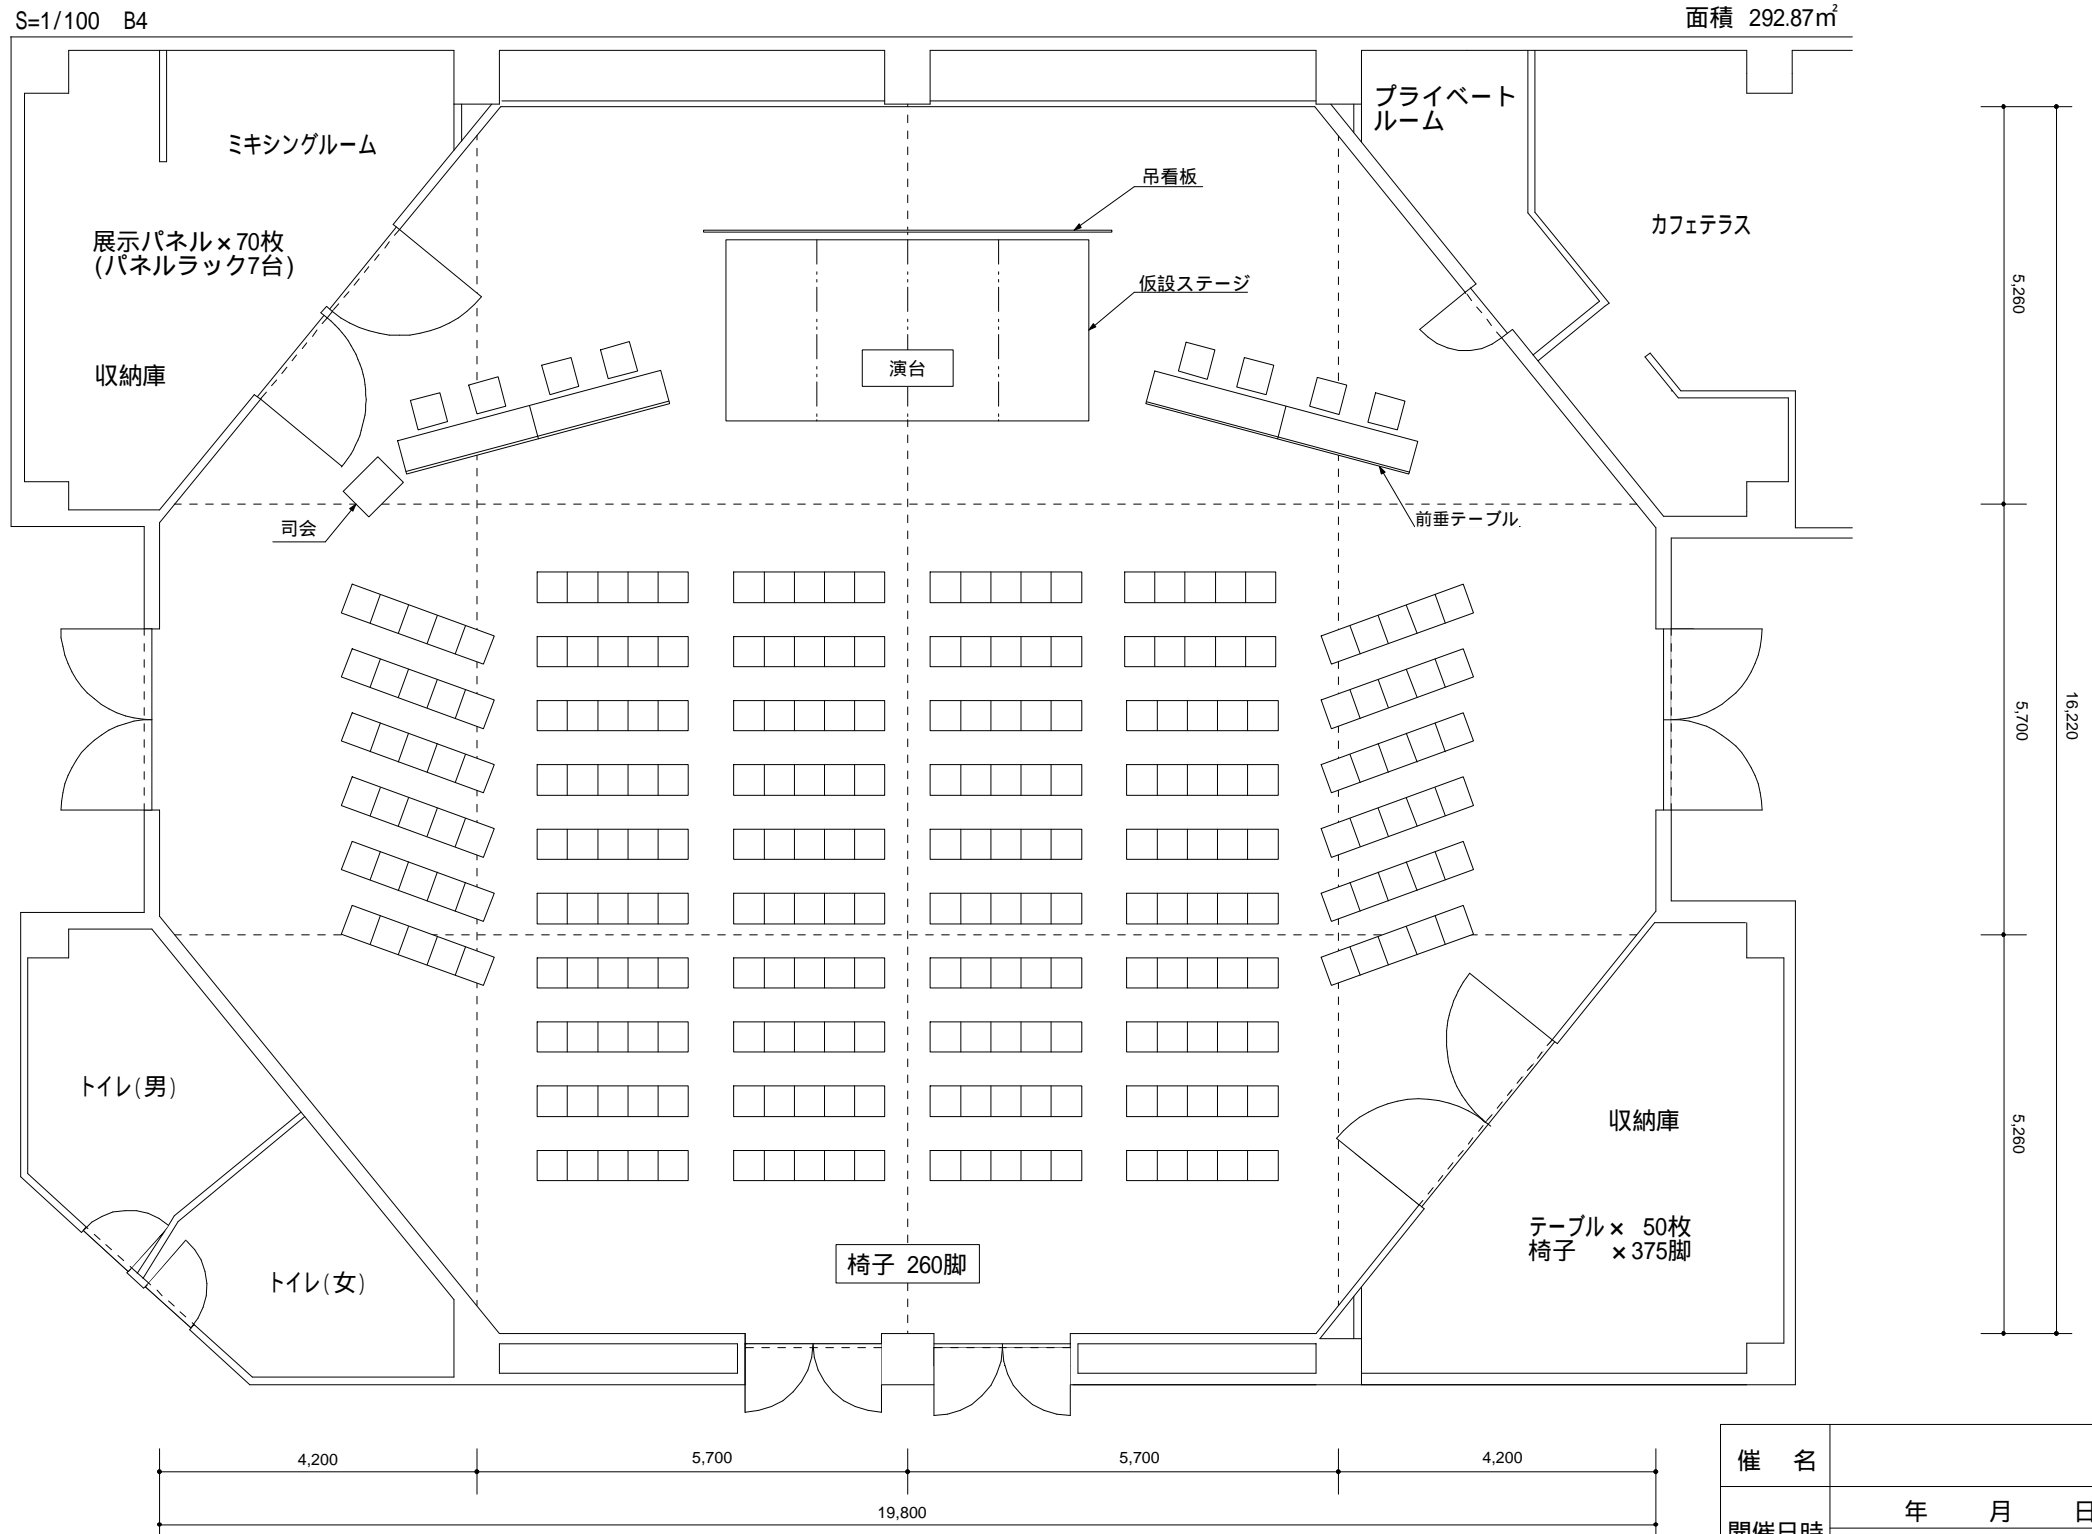 S=1/100 B4
面積 292.87㎡
プライベート
ルーム
ミキシングルーム
吊看板
カフェテラス
展示パネル×70枚
(パネルラック7台)
仮設ステージ
5,260
演台
収納庫
前垂テーブル
司会
5,700
16,220
トイレ(男)
収納庫
5,260
テーブル× 50枚
椅子 ×375脚
椅子 260脚
トイレ(女)
4,200
5,700
5,700
4,200
19,800
催 名
年 月 日
開催日時